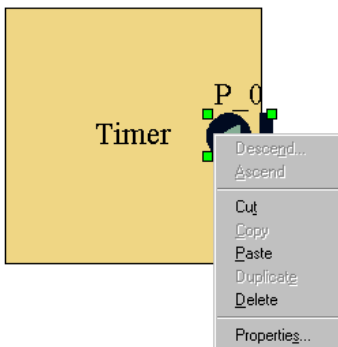 P_0
Timer
Descend...
Ascend
Cut
Copy
Paste
Duplicate
Delete
Properties...